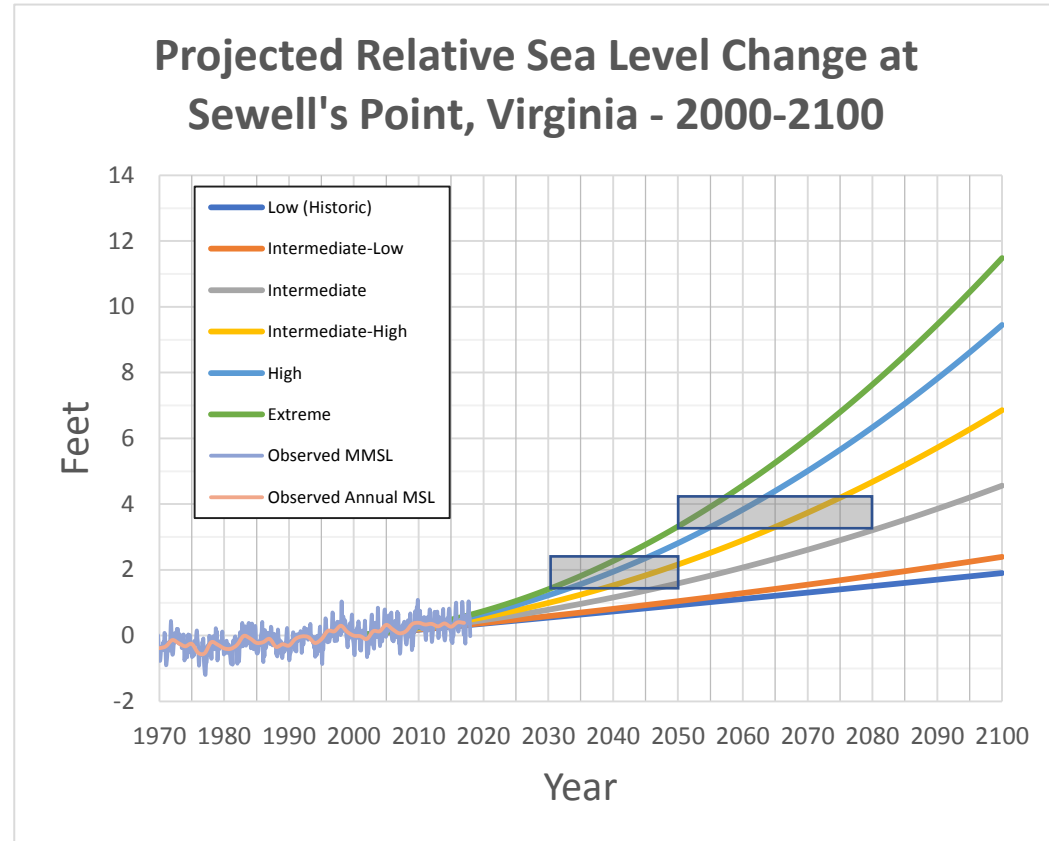 Projected Relative Sea Level Change at
Sewell's Point, Virginia - 2000-2100
14
12
10
8
6
4
2
0
-2
Feet
Low (Historic)
Intermediate-Low
Intermediate
Intermediate-High
High
Extreme
Observed MMSL
Observed Annual MSL
1970 1980 1990 2000 2010 2020 2030 2040 2050 2060 2070 2080 2090 2100
Year